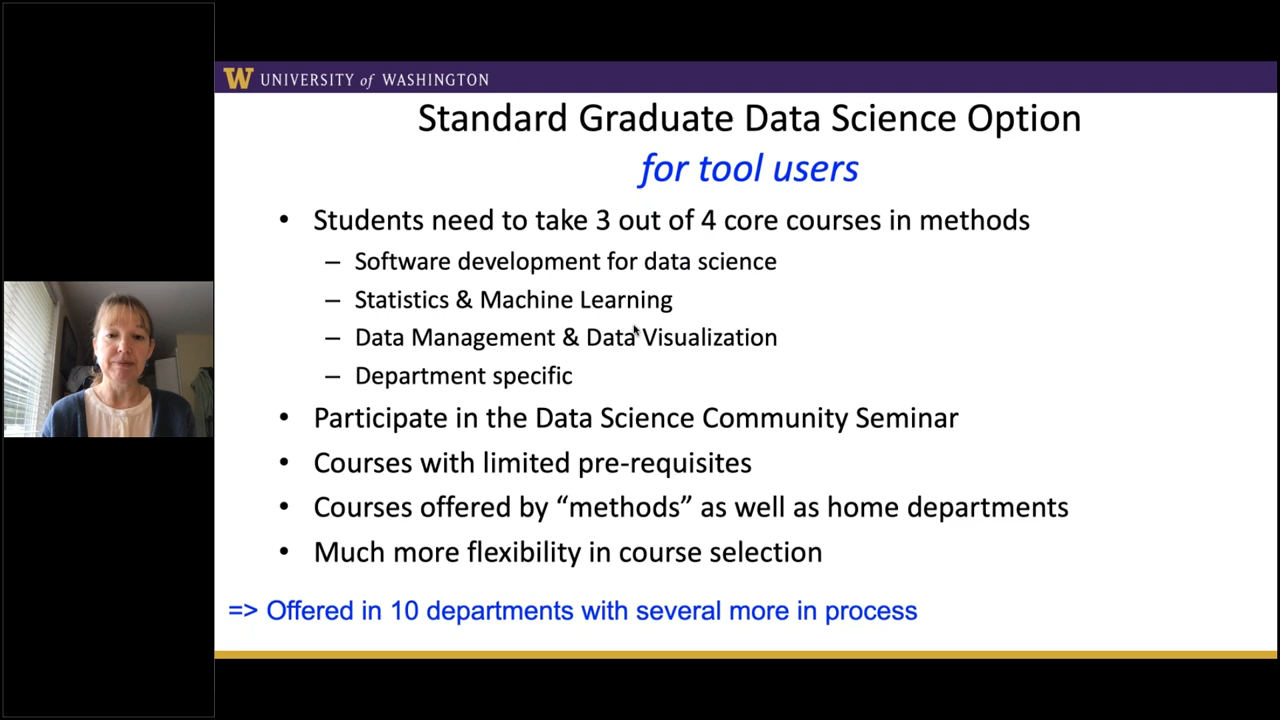 W UNIVERSITY of WASHINGTON
Standard Graduate Data Science Option
for tool users
• Students need to take 3 out of 4 core courses in methods
– Software development for data science
– Statistics & Machine Learning
– Data Management & Data Visualization
– Department specific
• Participate in the Data Science Community Seminar
• Courses with limited pre-requisites
• Courses offered by “methods” as well as home departments
• Much more flexibility in course selection
=> Offered in 10 departments with several more in process